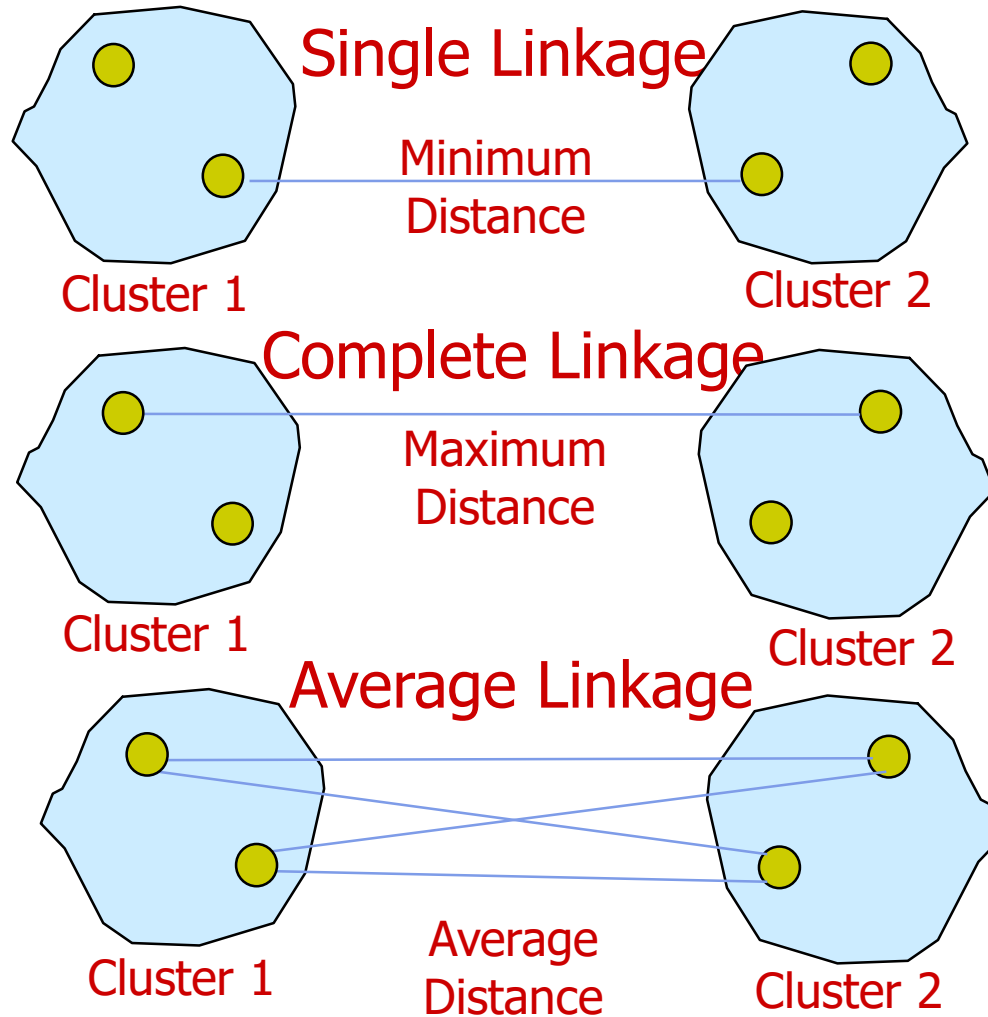 Single Linkage
Minimum
Distance
Cluster 1
Cluster 2
Complete Linkage
Maximum
Distance
Cluster 1
Cluster 2
Average Linkage
Average
Distance
Cluster 1
Cluster 2